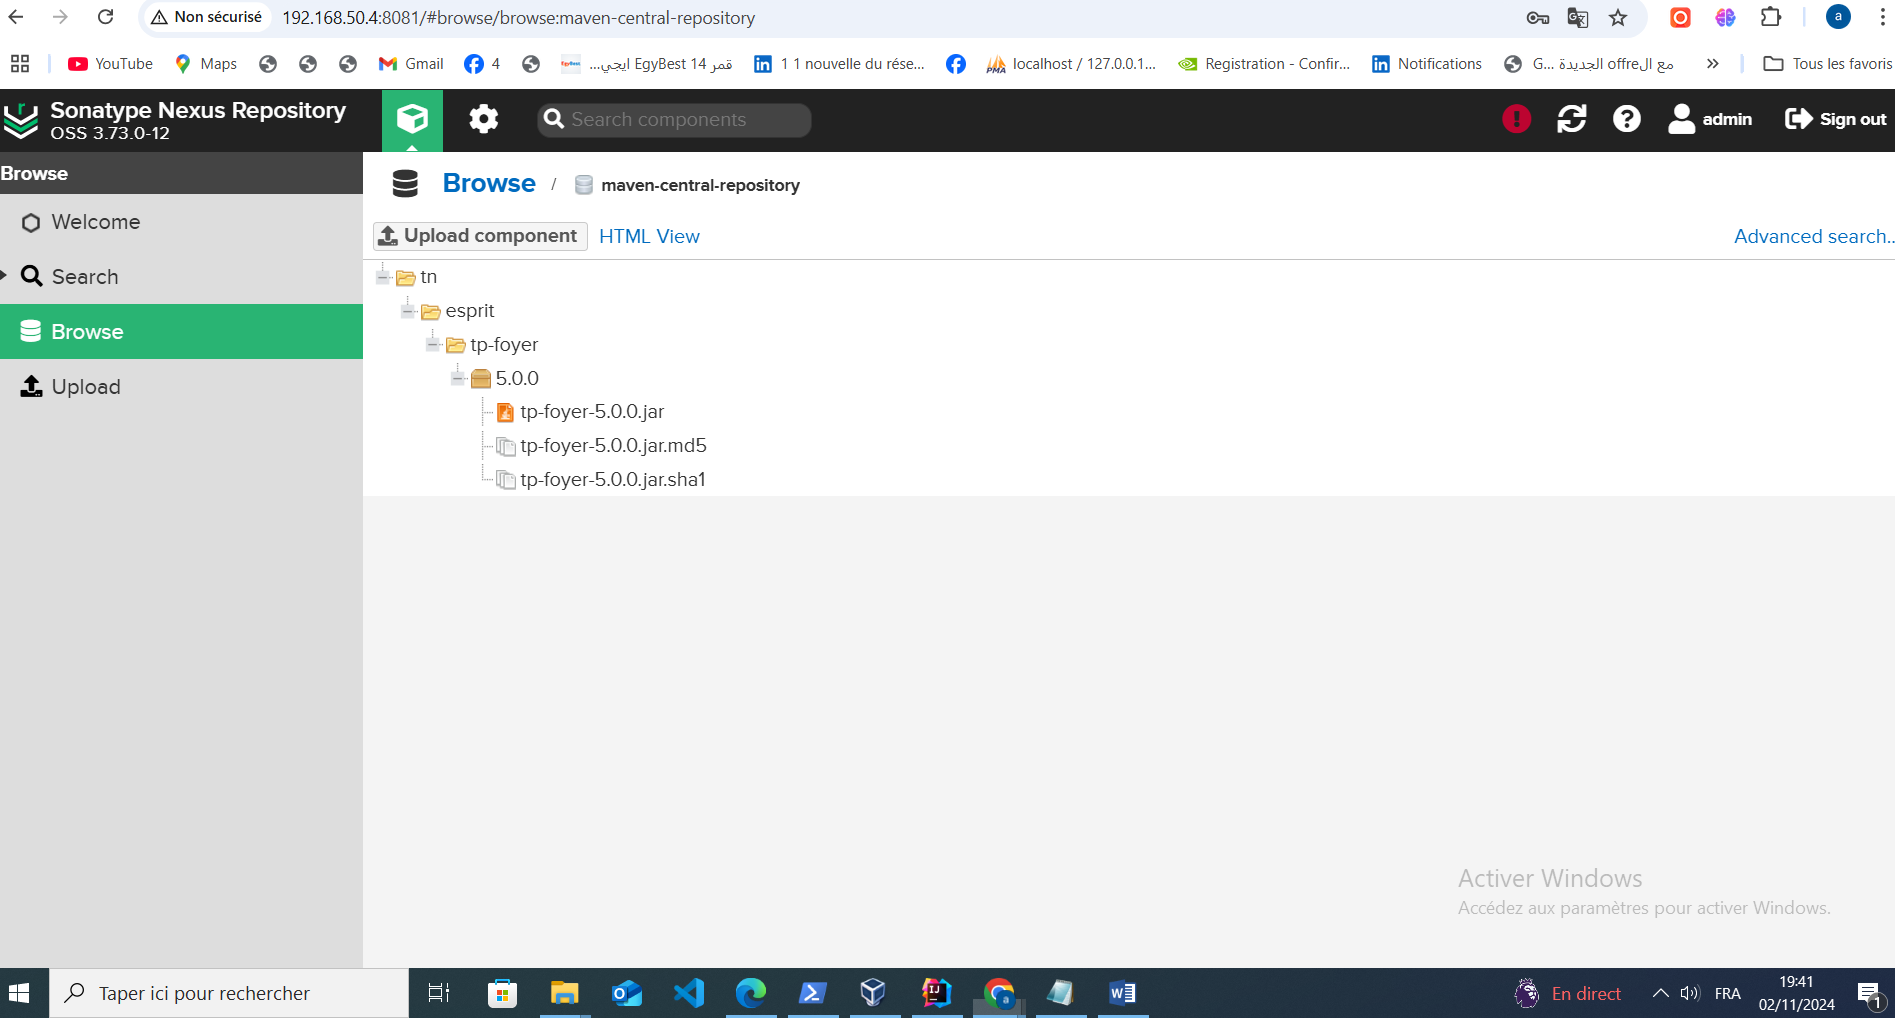 Non sécurisé 192.168.50.4:8081/#browse/browse:maven-central-repository a
YouTube Maps Gmail 4 قمر 14 EgyBest ايجي... 1 1 nouvelle du rése... localhost / 127.0.0.1... Registration - Confir... Notifications G... مع الoffre الجديدة » Tous les favoris
Sonatype Nexus Repository
OSS 3.73.0-12
Search components
admin
Sign out
Browse
Welcome
Search
Browse
Upload
Browse / maven-central-repository
Upload component HTML View Advanced search..
tn
esprit
tp-foyer
5.0.0
tp-foyer-5.0.0.jar
tp-foyer-5.0.0.jar.md5
tp-foyer-5.0.0.jar.sha1
Activer Windows
Accédez aux paramètres pour activer Windows.
Taper ici pour rechercher
En direct
FRA
19:41
02/11/2024
1